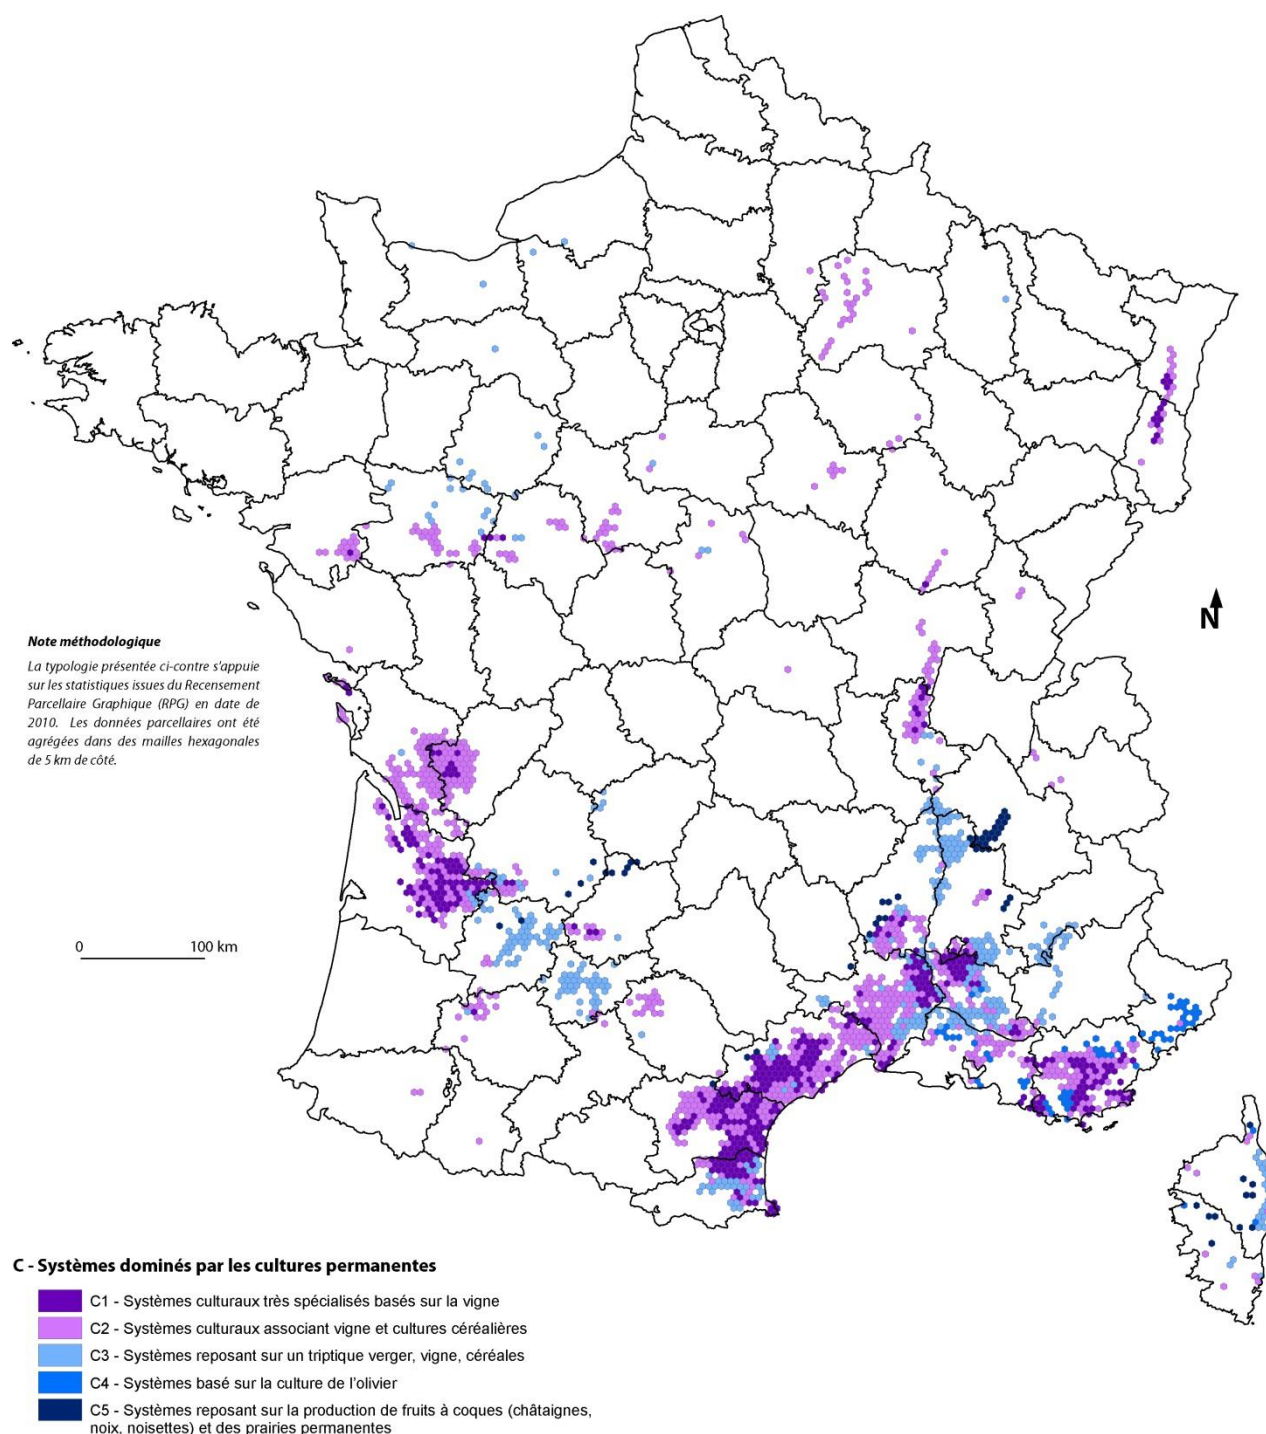 N
Note méthodologique
La typologie présentée ci-contre s'appuie
sur les statistiques issues du Recensement
Parcellaire Graphique (RPG) en date de
2010. Les données parcellaires ont été
agrégées dans des mailles hexagonales
de 5 km de côté.
0 100 km
C - Systèmes dominés par les cultures permanentes
C1 - Systèmes culturaux très spécialisés basés sur la vigne
C2 - Systèmes culturaux associant vigne et cultures céréalières
C3 - Systèmes reposant sur un triptique verger, vigne, céréales
C4 - Systèmes basé sur la culture de l'olivier
C5 - Systèmes reposant sur la production de fruits à coques (châtaignes,
noix, noisettes) et des prairies permanentes